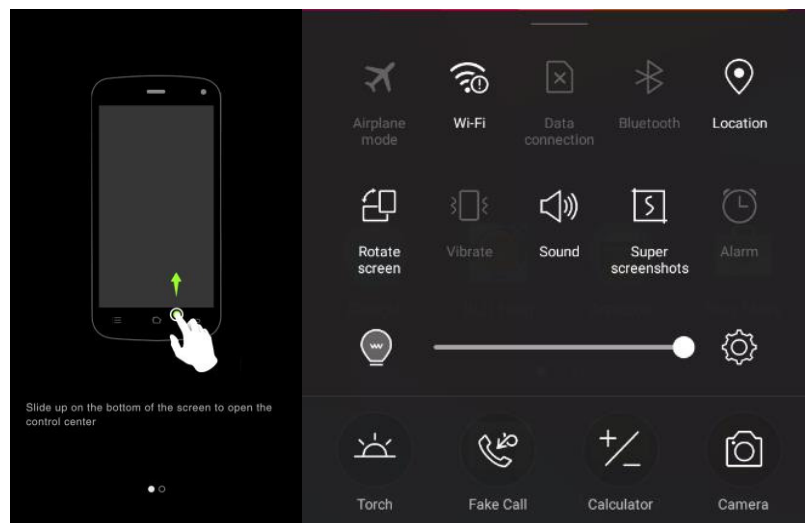 Slide up on the bottom of the screen to open the
control center
Airplane
mode
Wi-Fi
Data
connection
Bluetooth
Location
Rotate
screen
Vibrate
Sound
Super
screenshots
Alarm
Torch
Fake Call
Calculator
Camera